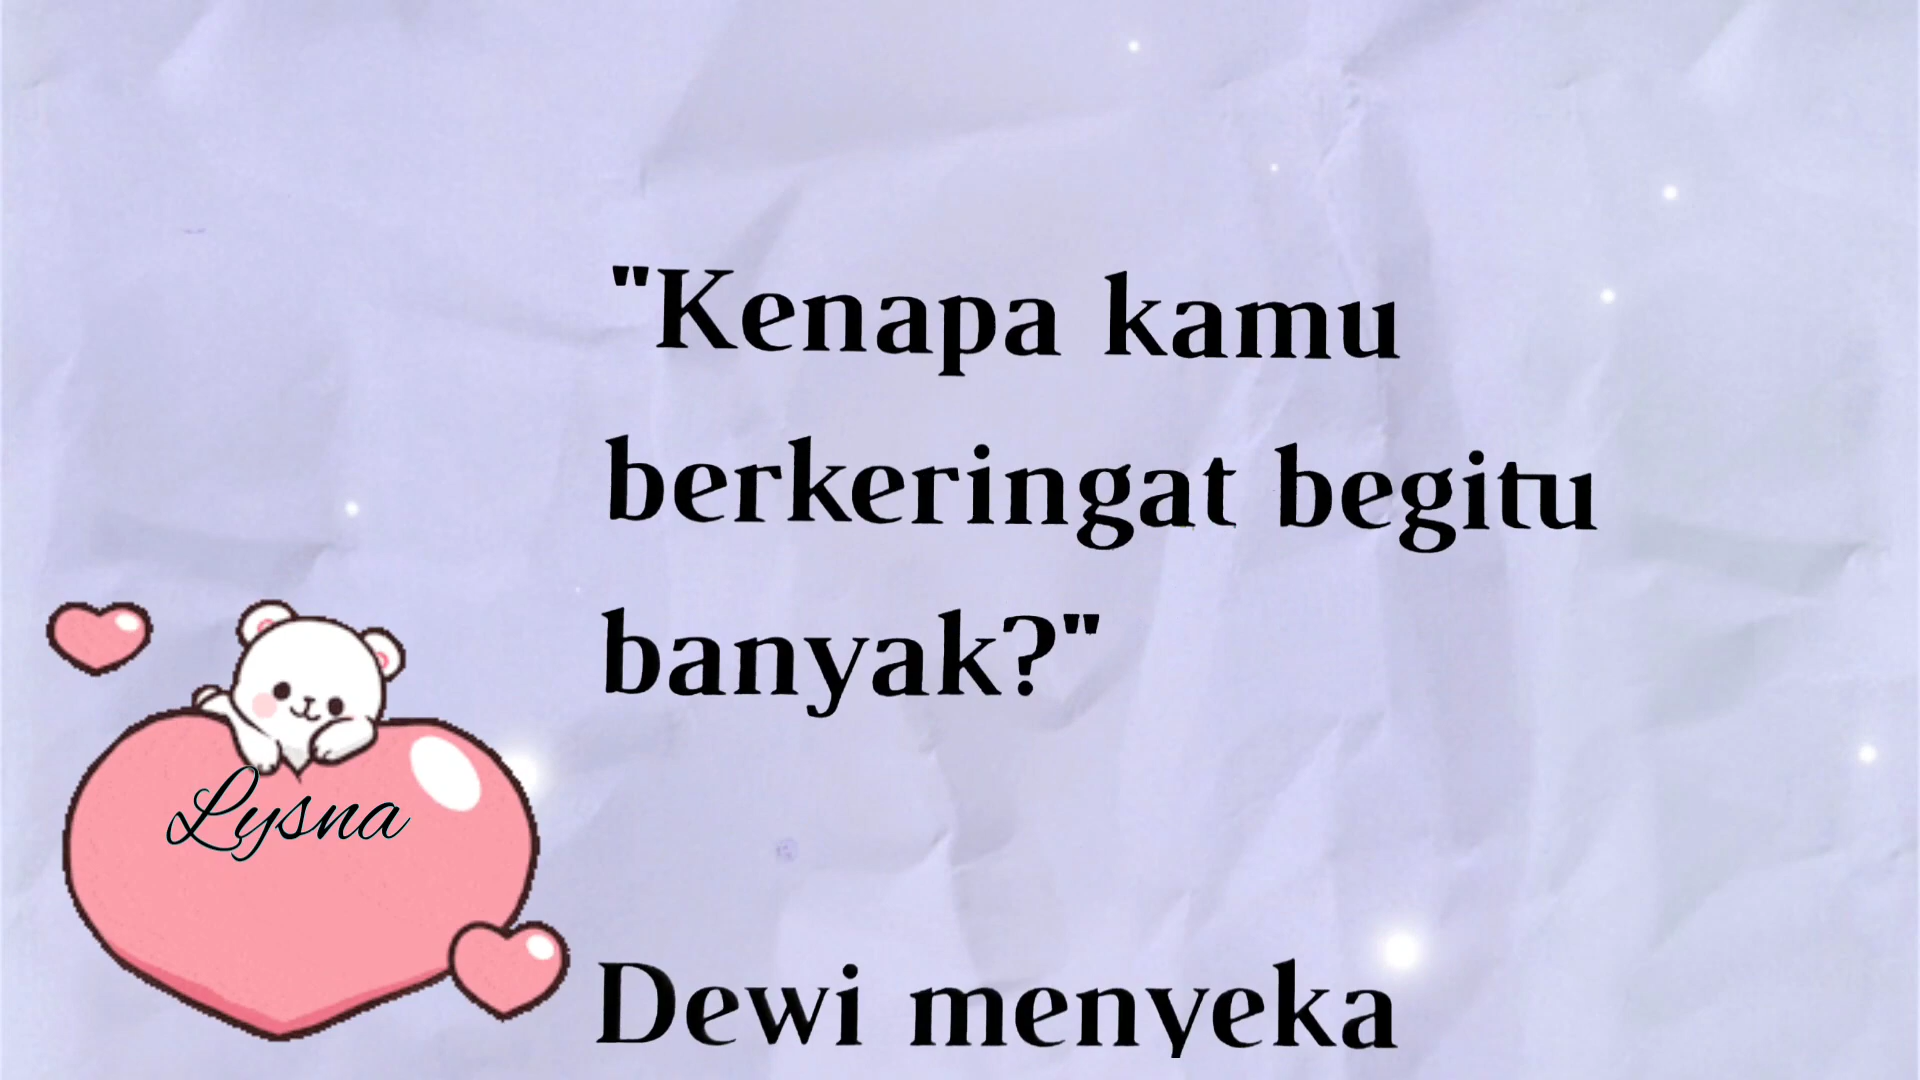 "Kenapa kamu
berkeringat begitu
banyak?"
Lysna
Dewi menyeka